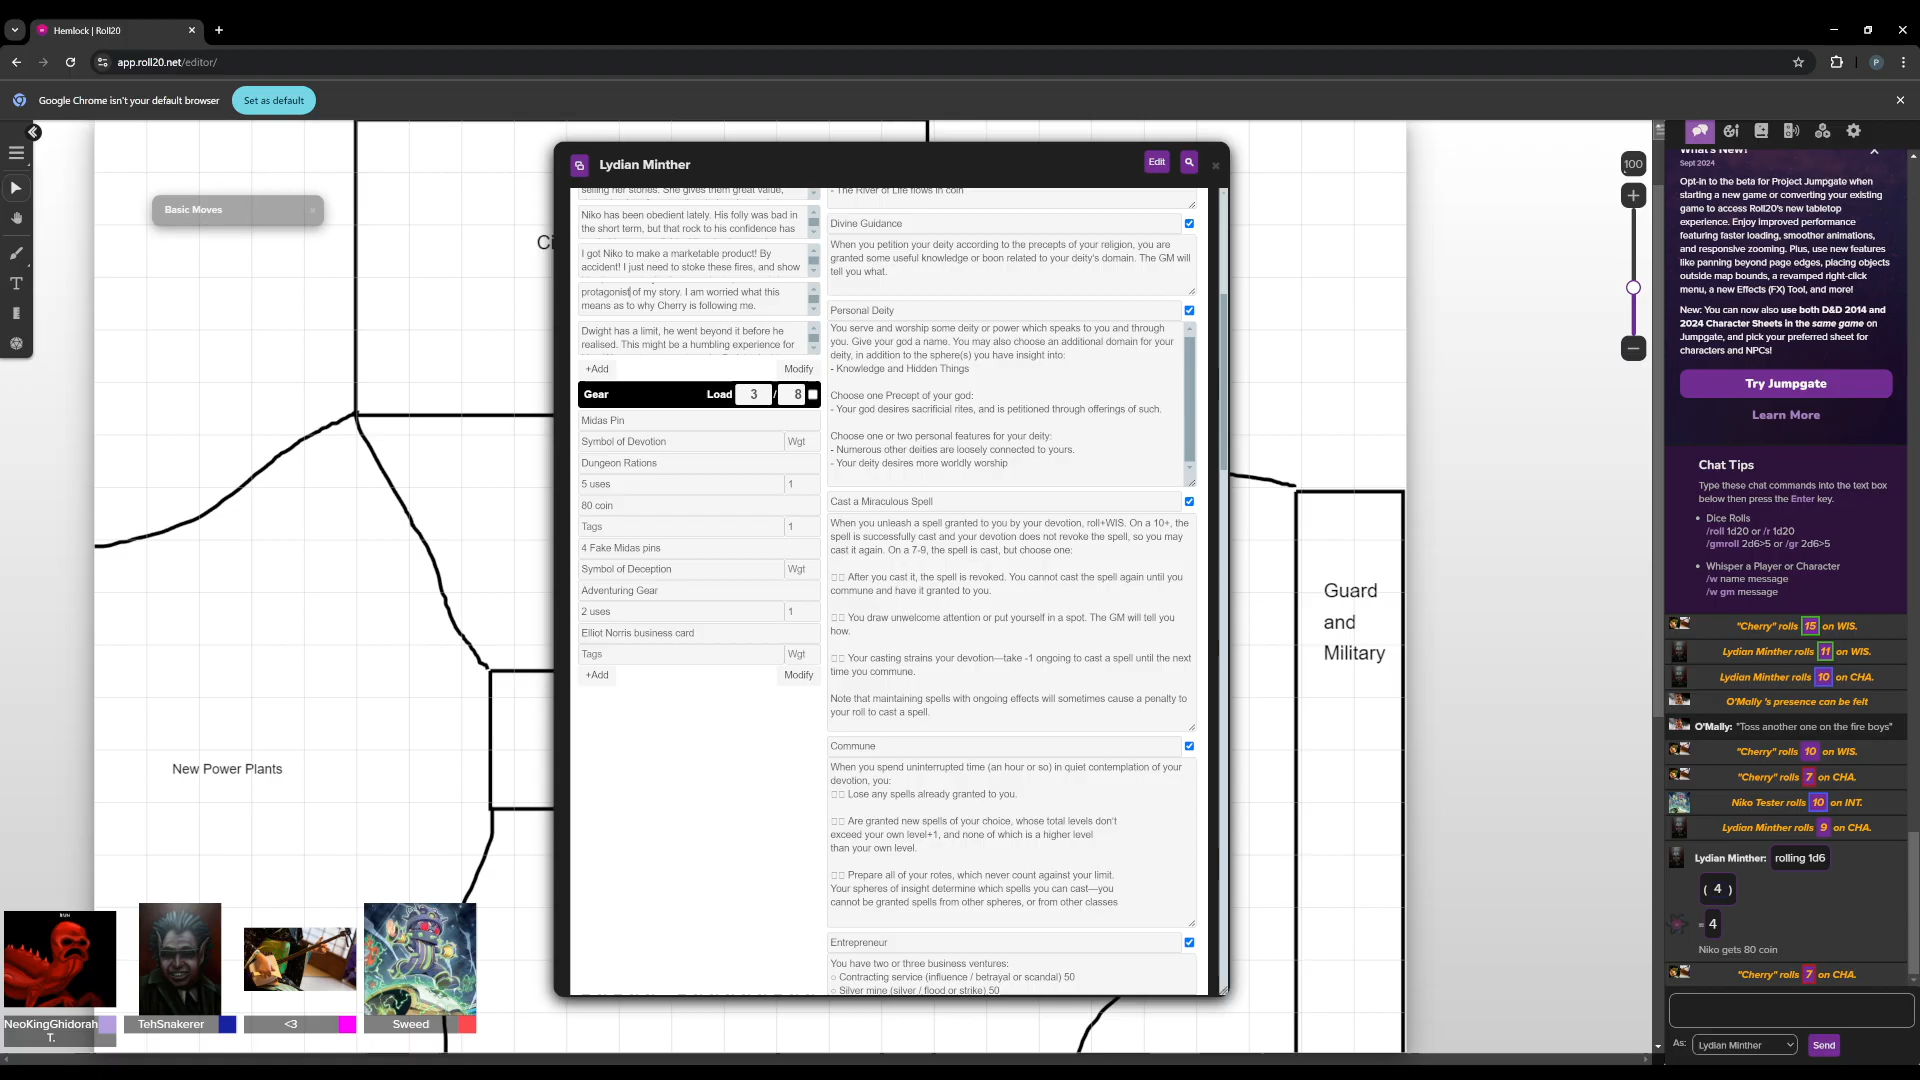 Hemlock | Roll20
app.roll20.net/editor/
P
Google Chrome isn't your default browser
Set as default
Basic Moves
Ci
New Power Plants
Guard
and
Military
100
Lydian Minther
Edit
selling her stories. She gives them great value,
Niko has been obedient lately. His folly was bad in
the short term, but that rock to his confidence has
I got Niko to make a marketable product! By
accident! I just need to stoke these fires, and show
protagonist of my story. I am worried what this
means as to why Cherry is following me.
Dwight has a limit, he went beyond it before he
realised. This might be a humbling experience for
+Add
Modify
Gear
Load 3 / 8
Midas Pin
Symbol of Devotion
Wgt
Dungeon Rations
5 uses
1
80 coin
Tags
1
4 Fake Midas pins
Symbol of Deception
Wgt
Adventuring Gear
2 uses
1
Elliot Norris business card
Tags
Wgt
+Add
Modify
- The River of Life flows in coin
Divine Guidance
When you petition your deity according to the precepts of your religion, you are
granted some useful knowledge or boon related to your deity's domain. The GM will
tell you what.
Personal Deity
You serve and worship some deity or power which speaks to you and through
you. Give your god a name. You may also choose an additional domain for your
deity, in addition to the sphere(s) you have insight into:
- Knowledge and Hidden Things
Choose one Precept of your god:
- Your god desires sacrificial rites, and is petitioned through offerings of such.
Choose one or two personal features for your deity:
- Numerous other deities are loosely connected to yours.
- Your deity desires more worldly worship
Cast a Miraculous Spell
When you unleash a spell granted to you by your devotion, roll+WIS. On a 10+, the
spell is successfully cast and your devotion does not revoke the spell, so you may
cast it again. On a 7-9, the spell is cast, but choose one:
After you cast it, the spell is revoked. You cannot cast the spell again until you
commune and have it granted to you.
You draw unwelcome attention or put yourself in a spot. The GM will tell you
how.
Your casting strains your devotion—take -1 ongoing to cast a spell until the next
time you commune.
Note that maintaining spells with ongoing effects will sometimes cause a penalty to
your roll to cast a spell.
Commune
When you spend uninterrupted time (an hour or so) in quiet contemplation of your
devotion, you:
Lose any spells already granted to you.
Are granted new spells of your choice, whose total levels don't
exceed your own level+1, and none of which is a higher level
than your own level.
Prepare all of your rotes, which never count against your limit.
Your spheres of insight determine which spells you can cast—you
cannot be granted spells from other spheres, or from other classes
Entrepreneur
You have two or three business ventures:
○ Contracting service (influence / betrayal or scandal) 50
○ Silver mine (silver / flood or strike) 50
NeoKingGhidorah
T.
TehSnakerer
<3
Sweed
What's New?
Sept 2024
Opt-in to the beta for Project Jumpgate when
starting a new game or converting your existing
game to access Roll20's new tabletop
experience. Enjoy improved performance
featuring faster loading, smoother animations,
and responsive zooming. Plus, use new features
like panning beyond page edges, placing objects
outside map bounds, a revamped right-click
menu, a new Effects (FX) Tool, and more!
New: You can now also use both D&D 2014 and
2024 Character Sheets in the same game on
Jumpgate, and pick your preferred sheet for
characters and NPCs!
Try Jumpgate
Learn More
Chat Tips
Type these chat commands into the text box
below then press the Enter key.
• Dice Rolls
/roll 1d20 or /r 1d20
/gmroll 2d6>5 or /gr 2d6>5
• Whisper a Player or Character
/w name message
/w gm message
"Cherry" rolls 15 on WIS.
Lydian Minther rolls 11 on WIS.
Lydian Minther rolls 10 on CHA.
O'Mally 's presence can be felt
O'Mally: "Toss another one on the fire boys"
"Cherry" rolls 10 on WIS.
"Cherry" rolls 7 on CHA.
Niko Tester rolls 10 on INT.
Lydian Minther rolls 9 on CHA.
Lydian Minther: rolling 1d6
( 4 )
= 4
Niko gets 80 coin
"Cherry" rolls 7 on CHA.
As: Lydian Minther
Send